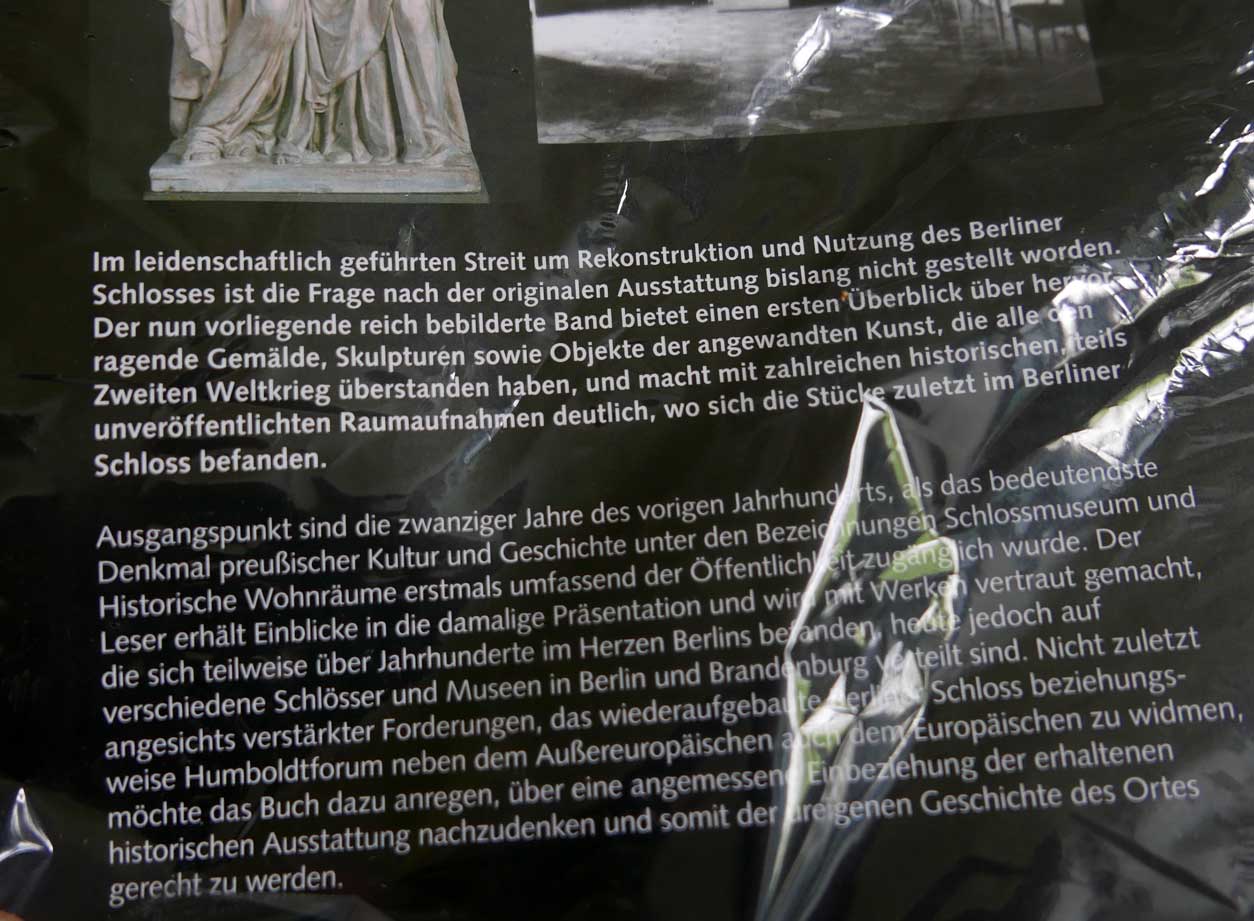 Im leidenschaftlich geführten Streit um Rekonstruktion und Nutzung des Berliner
Schlosses ist die Frage nach der originalen Ausstattung bislang nicht gestellt worden.
Der nun vorliegende reich bebilderte Band bietet einen ersten Überblick über hervor-
ragende Gemälde, Skulpturen sowie Objekte der angewandten Kunst, die alle den
Zweiten Weltkrieg überstanden haben, und macht mit zahlreichen historischen, teils
unveröffentlichten Raumaufnahmen deutlich, wo sich die Stücke zuletzt im Berliner
Schloss befanden.
Ausgangspunkt sind die zwanziger Jahre des vorigen Jahrhunderts, als das bedeutendste
Denkmal preußischer Kultur und Geschichte unter den Bezeichnungen Schlossmuseum und
Historische Wohnräume erstmals umfassend der Öffentlichkeit zugänglich wurde. Der
Leser erhält Einblicke in die damalige Präsentation und wird mit Werken vertraut gemacht,
die sich teilweise über Jahrhunderte im Herzen Berlins befanden, heute jedoch auf
verschiedene Schlösser und Museen in Berlin und Brandenburg verteilt sind. Nicht zuletzt
angesichts verstärkter Forderungen, das wiederaufgebaute Berliner Schloss beziehungs-
weise Humboldtforum neben dem Außereuropäischen auch dem Europäischen zu widmen,
möchte das Buch dazu anregen, über eine angemessene Einbeziehung der erhaltenen
historischen Ausstattung nachzudenken und somit der ureigenen Geschichte des Ortes
gerecht zu werden.